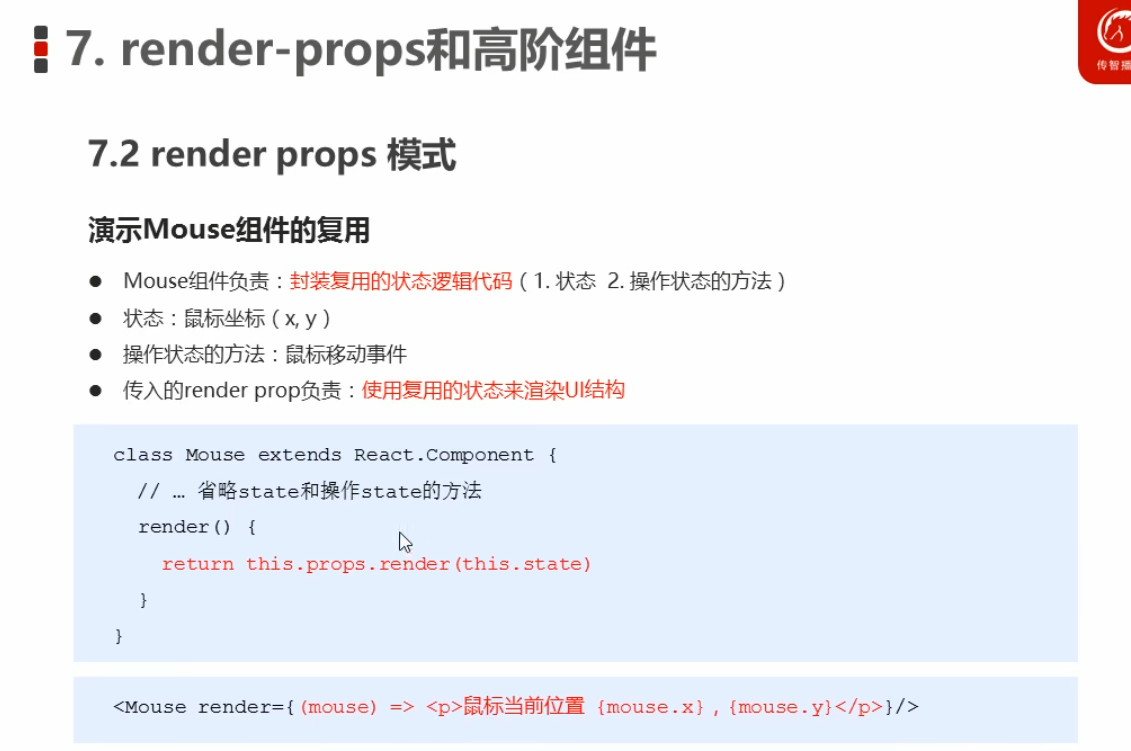 7. render-props和高阶组件
传智播
7.2 render props 模式
演示Mouse组件的复用
● Mouse组件负责：封装复用的状态逻辑代码（1. 状态 2. 操作状态的方法）
● 状态：鼠标坐标（x, y）
● 操作状态的方法：鼠标移动事件
● 传入的render prop负责：使用复用的状态来渲染UI结构
class Mouse extends React.Component {
// … 省略state和操作state的方法
render() {
return this.props.render(this.state)
}
}
<Mouse render={(mouse) => <p>鼠标当前位置 {mouse.x}，{mouse.y}</p>}/>